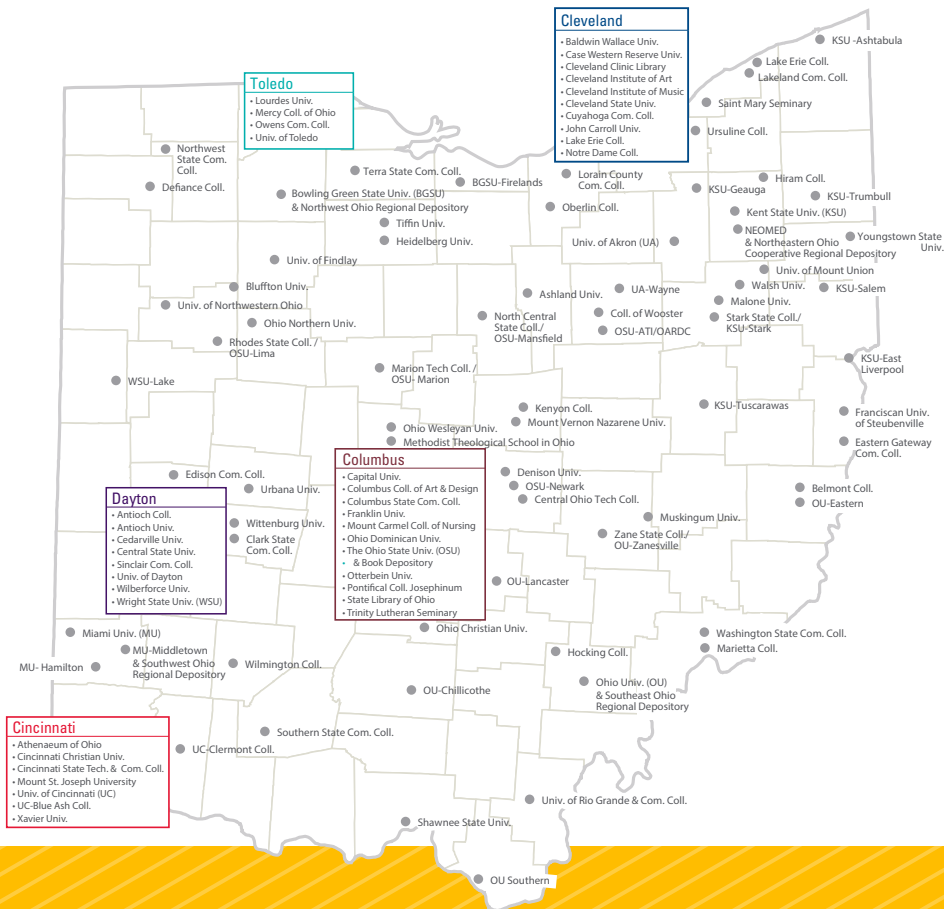 Cleveland
• Baldwin Wallace Univ.
• Case Western Reserve Univ.
• Cleveland Clinic Library
• Cleveland Institute of Art
• Cleveland Institute of Music
• Cleveland State Univ.
• Cuyahoga Com. Coll.
• John Carroll Univ.
• Lake Erie Coll.
• Notre Dame Coll.
KSU -Ashtabula
Lake Erie Coll.
Lakeland Com. Coll.
Saint Mary Seminary
Ursuline Coll.
Toledo
• Lourdes Univ.
• Mercy Coll. of Ohio
• Owens Com. Coll.
• Univ. of Toledo
Northwest
State Com.
Coll.
Defiance Coll.
Terra State Com. Coll.
BGSU-Firelands
Bowling Green State Univ. (BGSU)
& Northwest Ohio Regional Depository
Tiffin Univ.
Heidelberg Univ.
Lorain County
Com. Coll.
Oberlin Coll.
Hiram Coll.
KSU-Geauga
KSU-Trumbull
Kent State Univ. (KSU)
NEOMED
& Northeastern Ohio
Cooperative Regional Depository
Youngstown State
Univ.
Univ. of Akron (UA)
Univ. of Findlay
Univ. of Mount Union
Bluffton Univ.
Ashland Univ.
UA-Wayne
Walsh Univ.
KSU-Salem
Malone Univ.
Univ. of Northwestern Ohio
Ohio Northern Univ.
North Central
State Coll./
OSU-Mansfield
Coll. of Wooster
OSU-ATI/OARDC
Stark State Coll./
KSU-Stark
Rhodes State Coll. /
OSU-Lima
KSU-East
Liverpool
WSU-Lake
Marion Tech Coll. /
OSU- Marion
Kenyon Coll.
Mount Vernon Nazarene Univ.
KSU-Tuscarawas
Franciscan Univ.
of Steubenville
Eastern Gateway
Com. Coll.
Ohio Wesleyan Univ.
Methodist Theological School in Ohio
Columbus
• Capital Univ.
• Columbus Coll. of Art & Design
• Columbus State Com. Coll.
• Franklin Univ.
• Mount Carmel Coll. of Nursing
• Ohio Dominican Univ.
• The Ohio State Univ. (OSU)
• & Book Depository
• Otterbein Univ.
• Pontifical Coll. Josephinum
• State Library of Ohio
• Trinity Lutheran Seminary
Edison Com. Coll.
Urbana Univ.
Denison Univ.
OSU-Newark
Central Ohio Tech Coll.
Belmont Coll.
OU-Eastern
Dayton
• Antioch Coll.
• Antioch Univ.
• Cedarville Univ.
• Central State Univ.
• Sinclair Com. Coll.
• Univ. of Dayton
• Wilberforce Univ.
• Wright State Univ. (WSU)
Wittenburg Univ.
Clark State
Com. Coll.
Muskingum Univ.
Zane State Coll./
OU-Zanesville
OU-Lancaster
Miami Univ. (MU)
MU-Middletown
& Southwest Ohio
Regional Depository
MU- Hamilton
Wilmington Coll.
Ohio Christian Univ.
Hocking Coll.
Washington State Com. Coll.
Marietta Coll.
OU-Chillicothe
Ohio Univ. (OU)
& Southeast Ohio
Regional Depository
Cincinnati
• Athenaeum of Ohio
• Cincinnati Christian Univ.
• Cincinnati State Tech. & Com. Coll.
• Mount St. Joseph University
• Univ. of Cincinnati (UC)
• UC-Blue Ash Coll.
• Xavier Univ.
Southern State Com. Coll.
UC-Clermont Coll.
Univ. of Rio Grande & Com. Coll.
Shawnee State Univ.
OU Southern